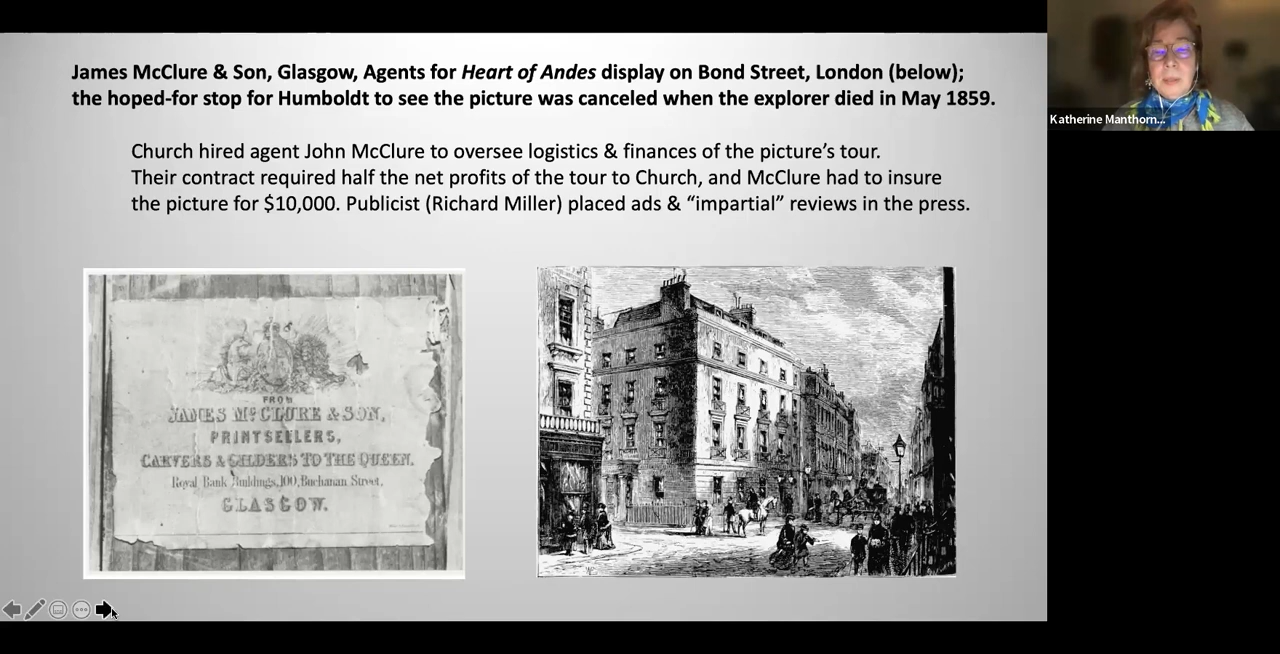 James McClure & Son, Glasgow, Agents for Heart of Andes display on Bond Street, London (below);
the hoped-for stop for Humboldt to see the picture was canceled when the explorer died in May 1859.
Church hired agent John McClure to oversee logistics & finances of the picture’s tour.
Their contract required half the net profits of the tour to Church, and McClure had to insure
the picture for $10,000. Publicist (Richard Miller) placed ads & “impartial” reviews in the press.
FROM
JAMES McCLURE & SON,
PRINTSELLERS,
CARVERS & GILDERS TO THE QUEEN.
Royal Bank Buildings, 100, Buchanan Street,
GLASGOW.
Katherine Manthorn...